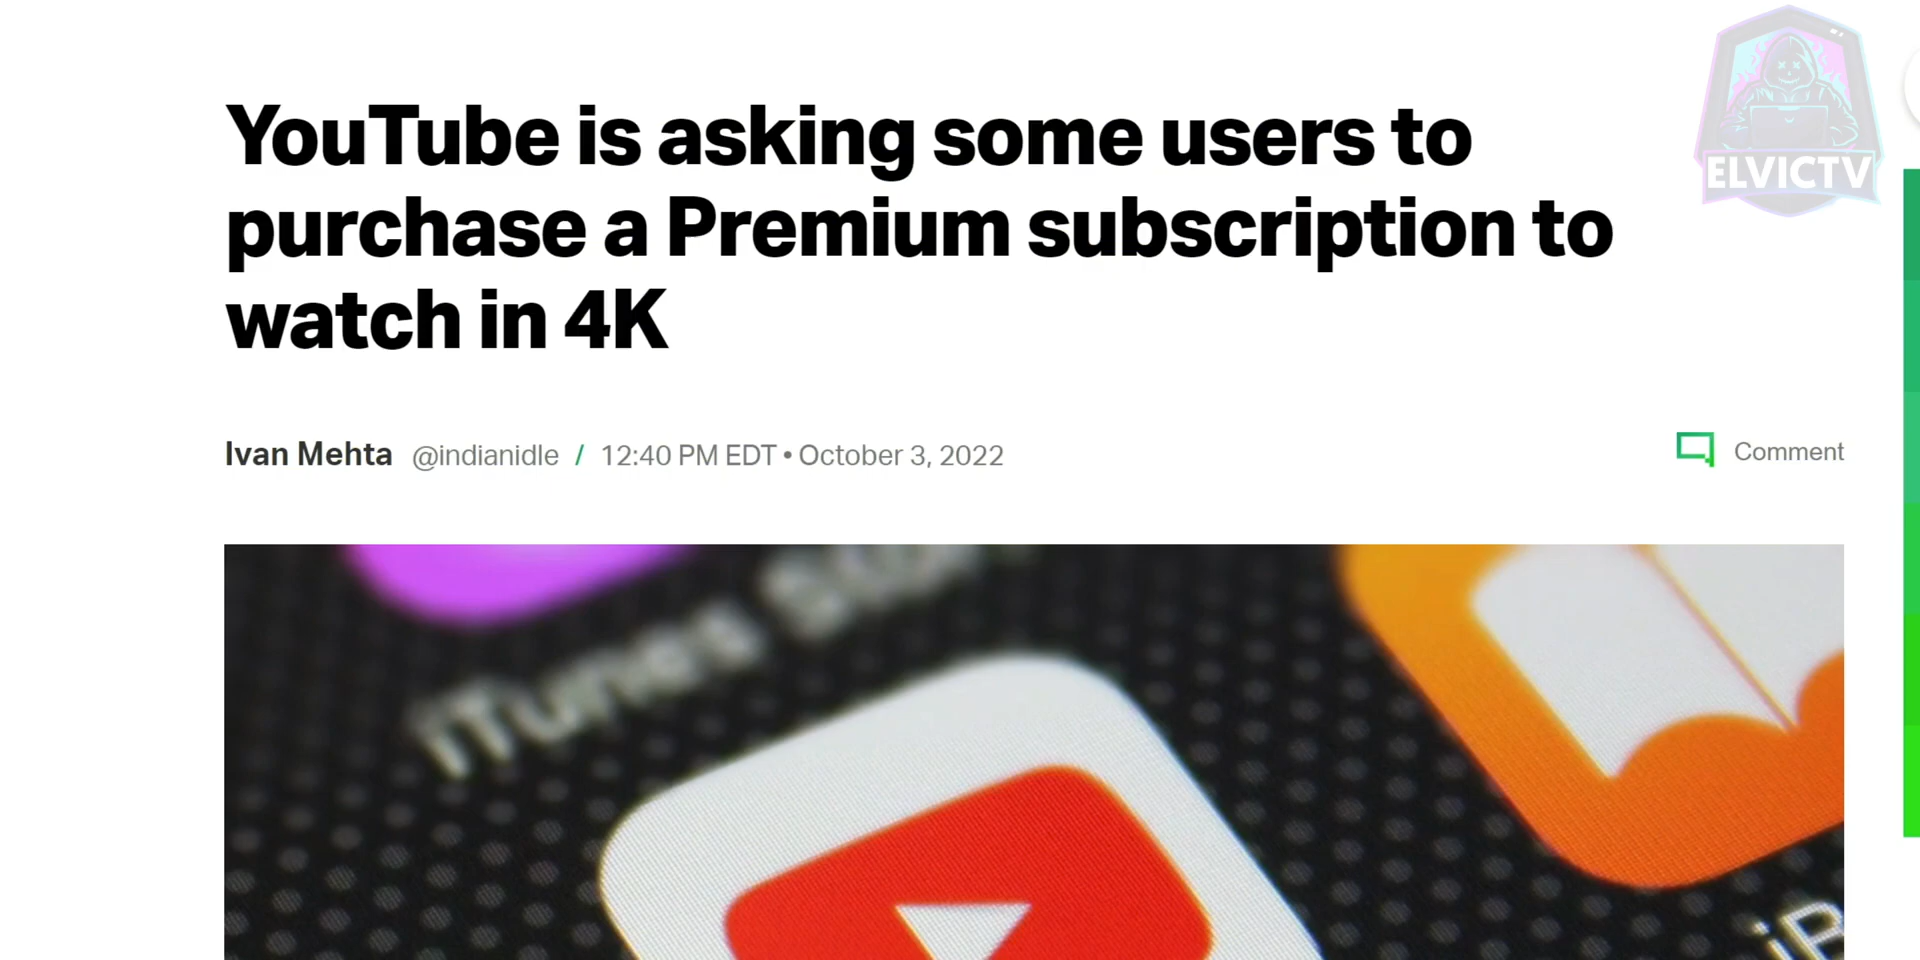 ELVICTV
YouTube is asking some users to
purchase a Premium subscription to
watch in 4K
Ivan Mehta @indianidle / 12:40 PM EDT • October 3, 2022
Comment
iTunes